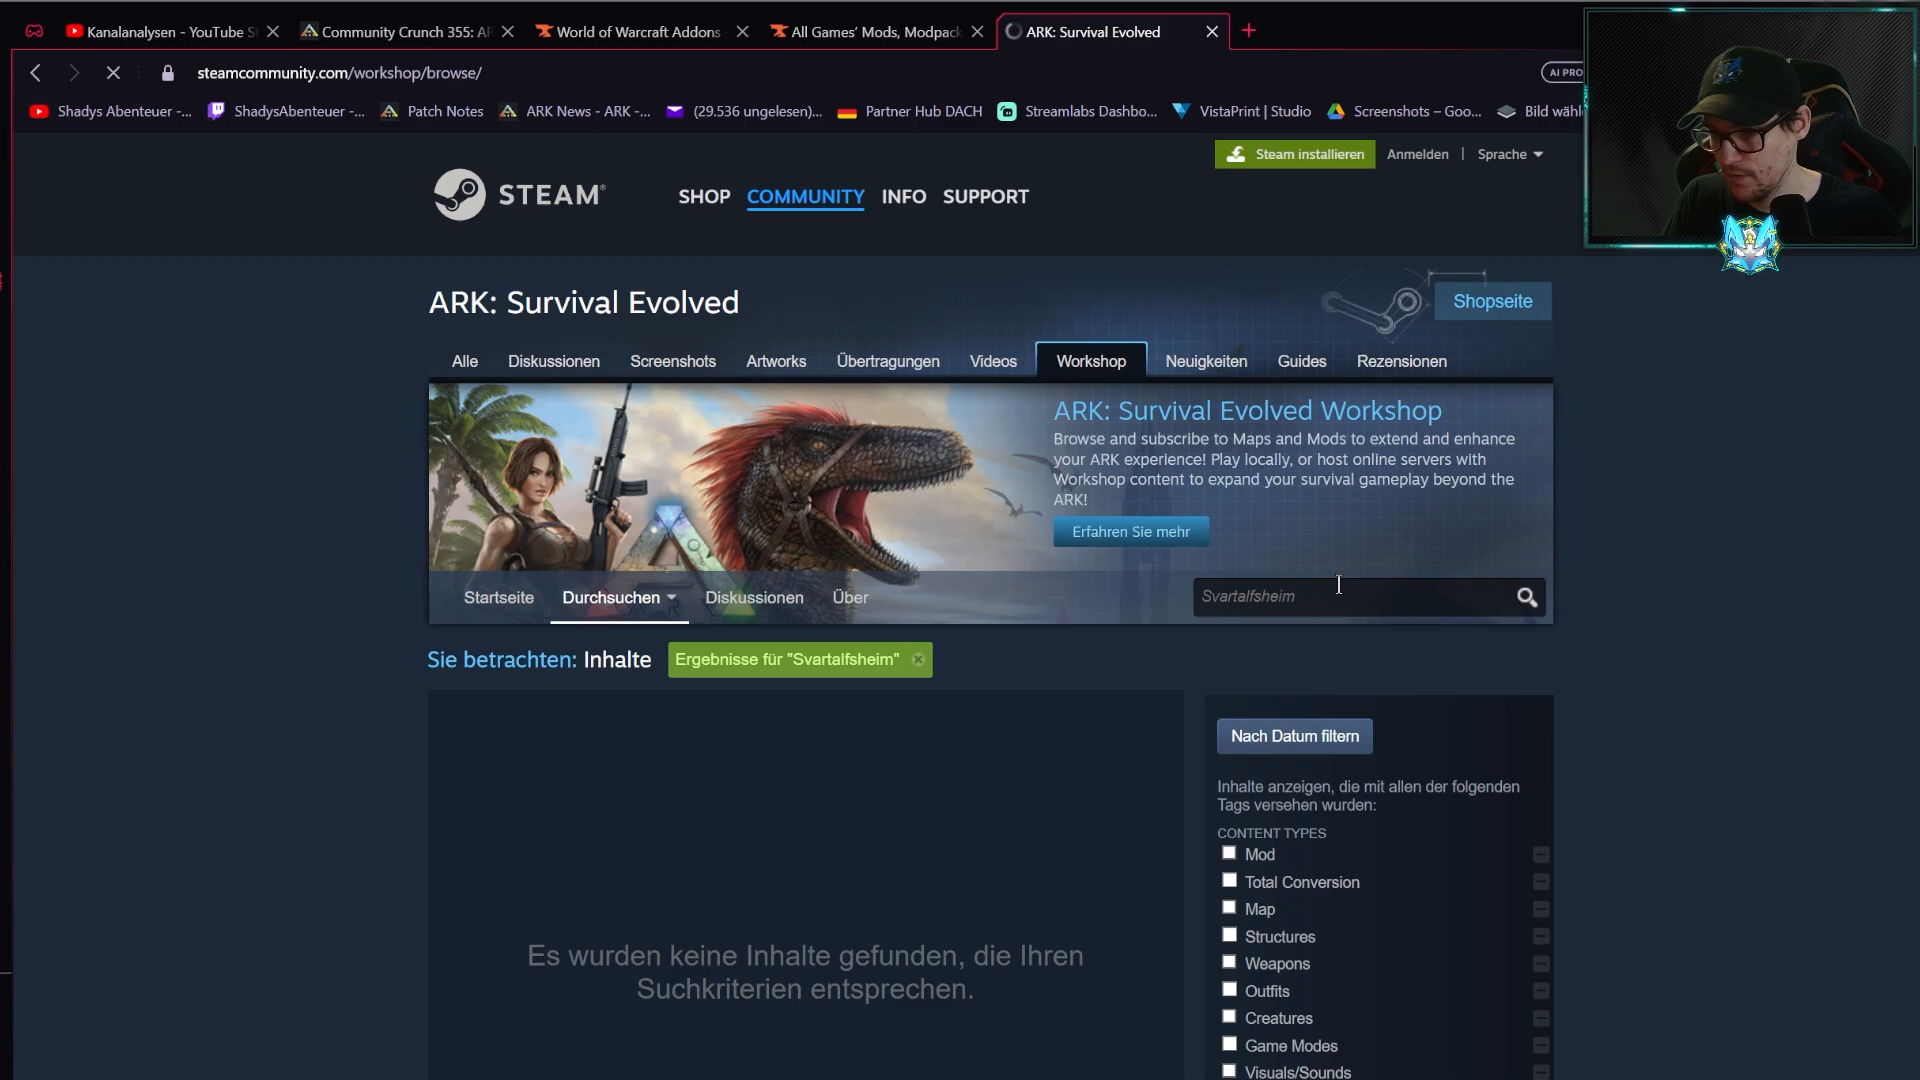 Kanalanalysen - YouTube S
Community Crunch 355: AR
World of Warcraft Addons
All Games' Mods, Modpack
ARK: Survival Evolved
steamcommunity.com/workshop/browse/
AI PRO
Shadys Abenteuer -...
ShadysAbenteuer -...
Patch Notes
ARK News - ARK -...
(29.536 ungelesen)...
Partner Hub DACH
Streamlabs Dashbo...
VistaPrint | Studio
Screenshots – Goo...
Bild wähl
Steam installieren
Anmelden
Sprache
STEAM®
SHOP
COMMUNITY
INFO
SUPPORT
ARK: Survival Evolved
Shopseite
Alle
Diskussionen
Screenshots
Artworks
Übertragungen
Videos
Workshop
Neuigkeiten
Guides
Rezensionen
ARK: Survival Evolved Workshop
Browse and subscribe to Maps and Mods to extend and enhance
your ARK experience! Play locally, or host online servers with
Workshop content to expand your survival gameplay beyond the
ARK!
Erfahren Sie mehr
Startseite
Durchsuchen
Diskussionen
Über
Svartalfsheim
Sie betrachten: Inhalte
Ergebnisse für "Svartalfsheim"
Es wurden keine Inhalte gefunden, die Ihren
Suchkriterien entsprechen.
Nach Datum filtern
Inhalte anzeigen, die mit allen der folgenden
Tags versehen wurden:
CONTENT TYPES
Mod
Total Conversion
Map
Structures
Weapons
Outfits
Creatures
Game Modes
Visuals/Sounds